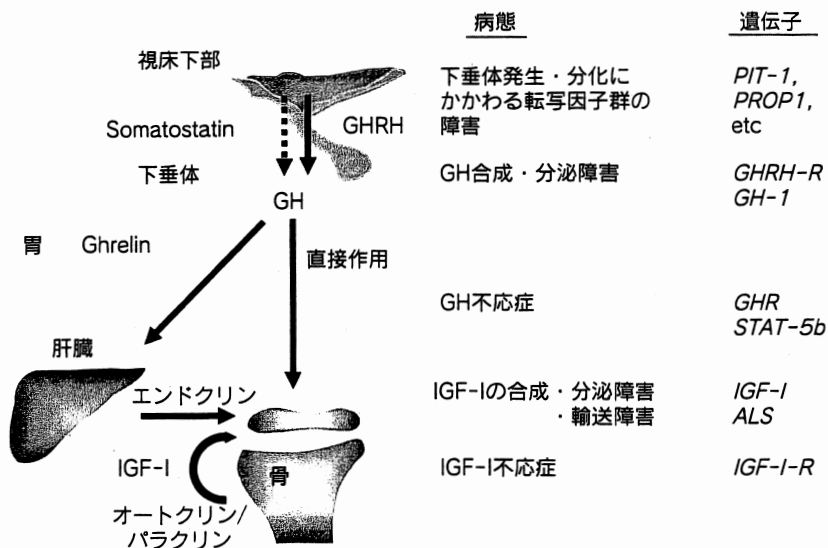 病態
遺伝子
視床下部
Somatostatin
GHRH
下垂体
GH
胃 Ghrelin
直接作用
肝臓
エンドクリン
IGF-I
骨
オートクリン/
パラクリン
下垂体発生・分化に
かかわる転写因子群の
障害
PIT-1,
PROP1,
etc
GH合成・分泌障害
GHRH-R
GH-1
GH不応症
GHR
STAT-5b
IGF-Iの合成・分泌障害
・輸送障害
IGF-I
ALS
IGF-I不応症
IGF-I-R